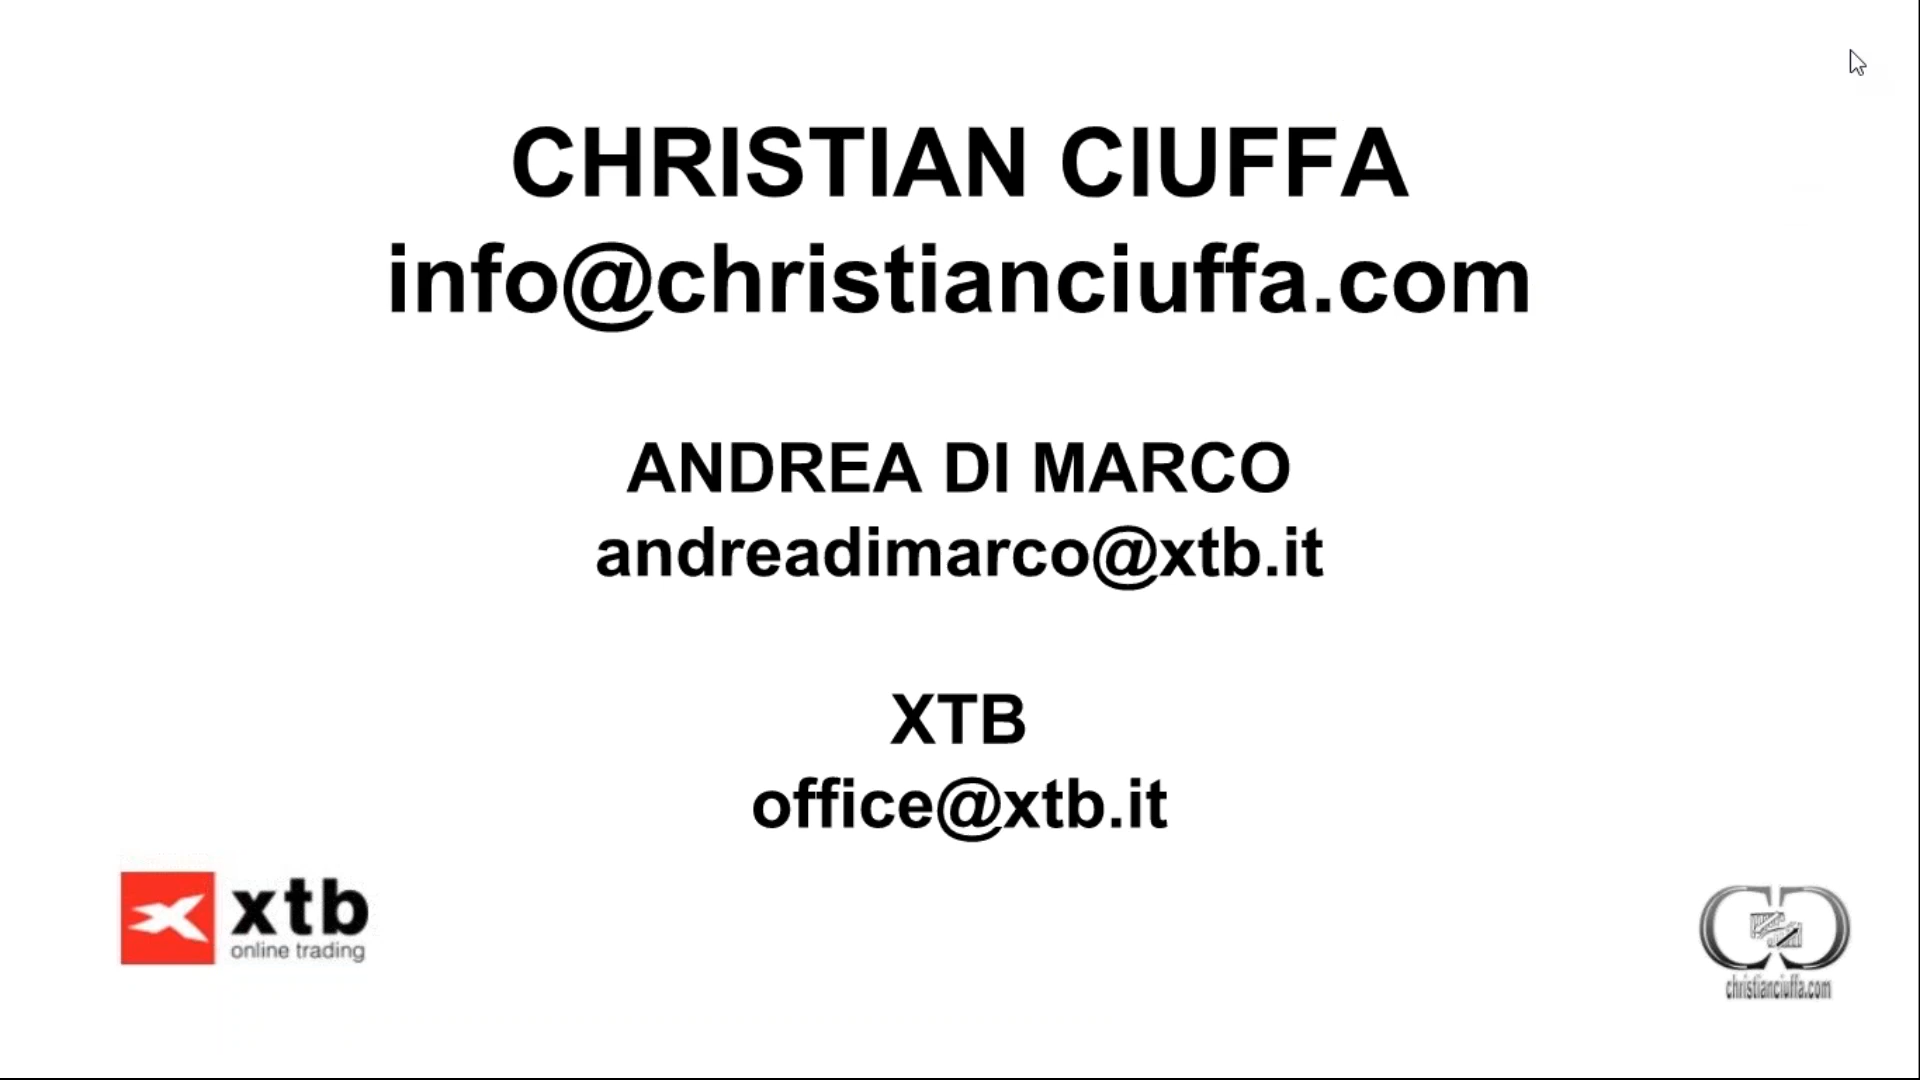 CHRISTIAN CIUFFA
info@christianciuffa.com
ANDREA DI MARCO
andreadimarco@xtb.it
XTB
office@xtb.it
xtb
online trading
christianciuffa.com